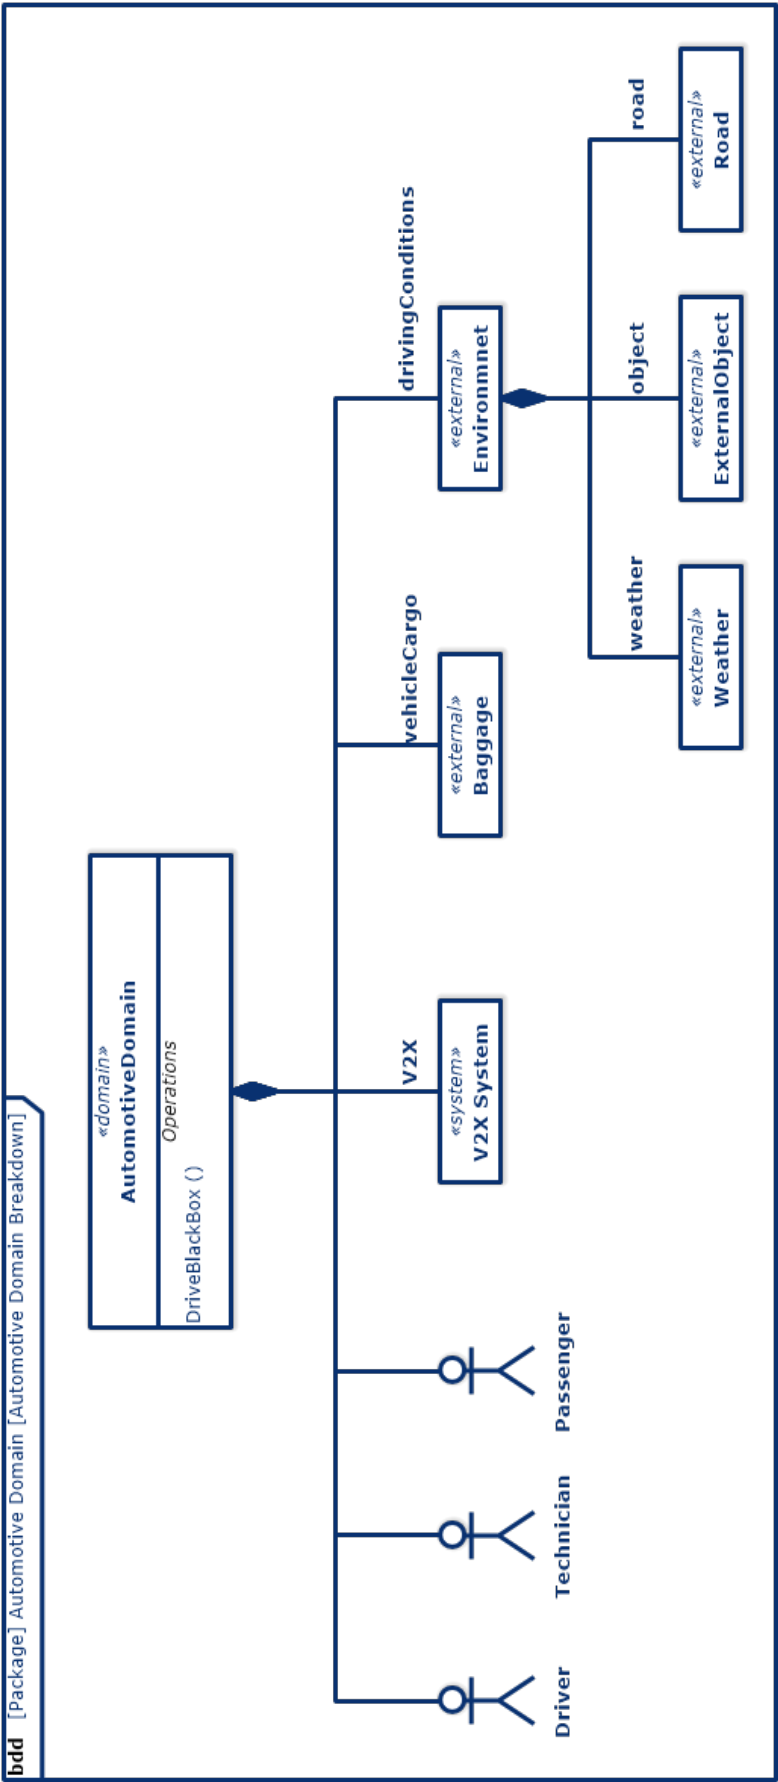 bdd [Package] Automotive Domain [Automotive Domain Breakdown]
«domain»
AutomotiveDomain
Operations
DriveBlackBox ()
V2X
vehicleCargo
drivingConditions
Driver
Technician
Passenger
«system»
V2X System
«external»
Baggage
«external»
Environmnet
weather
object
road
«external»
Weather
«external»
ExternalObject
«external»
Road